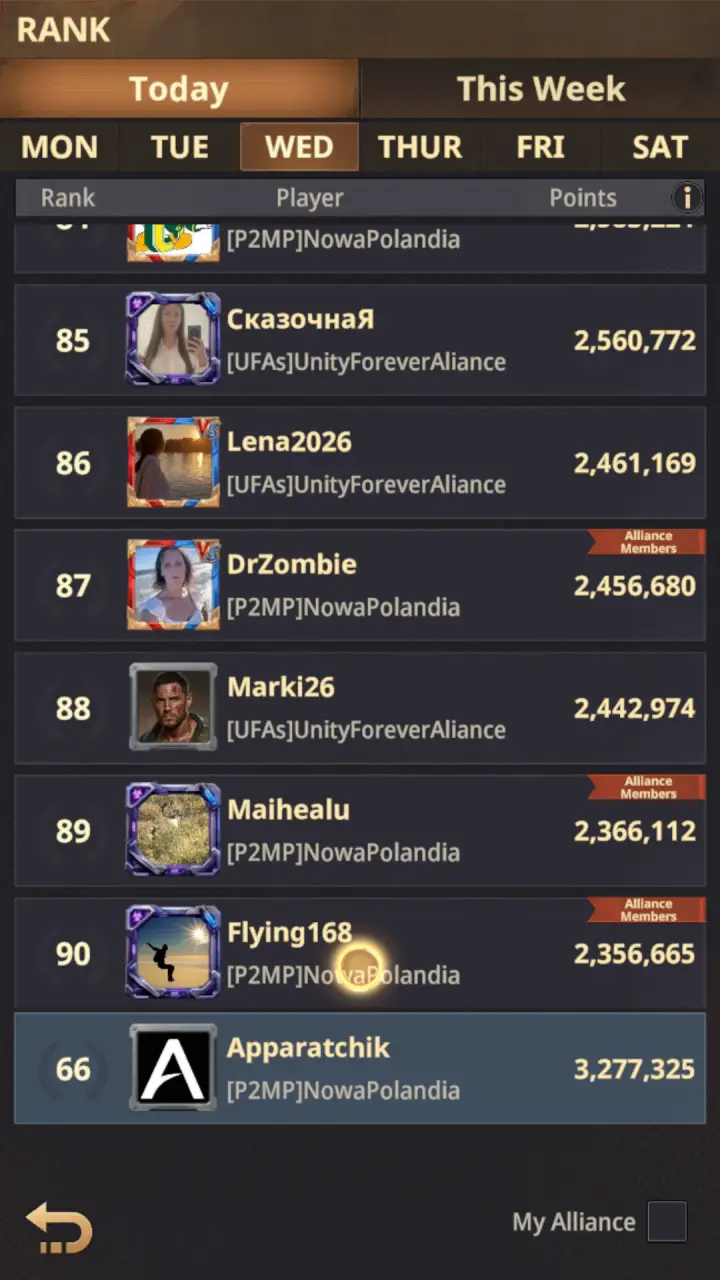 RANK
Today
This Week
MON
TUE
WED
THUR
FRI
SAT
Rank
Player
Points
[P2MP]NowaPolandia
85
СказочнаЯ
[UFAs]UnityForeverAliance
2,560,772
86
VS
Lena2026
[UFAs]UnityForeverAliance
2,461,169
87
VS
DrZombie
[P2MP]NowaPolandia
Alliance
Members
2,456,680
88
Marki26
[UFAs]UnityForeverAliance
2,442,974
89
Maihealu
[P2MP]NowaPolandia
Alliance
Members
2,366,112
90
Flying168
[P2MP]NowaPolandia
Alliance
Members
2,356,665
66
Apparatchik
[P2MP]NowaPolandia
3,277,325
My Alliance